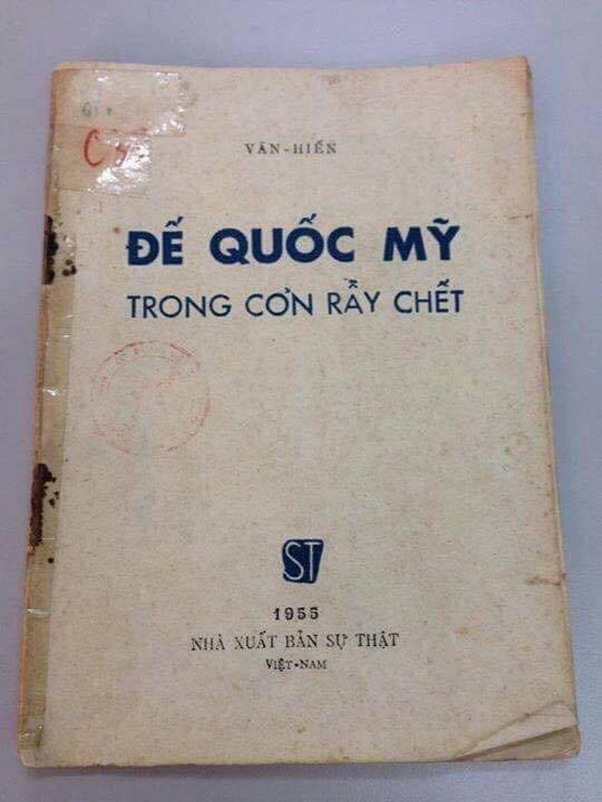 VĂN-HIẾN
ĐẾ QUỐC MỸ
TRONG CƠN RẪY CHẾT
ST
1955
NHÀ XUẤT BẢN SỰ THẬT
VIỆT-NAM